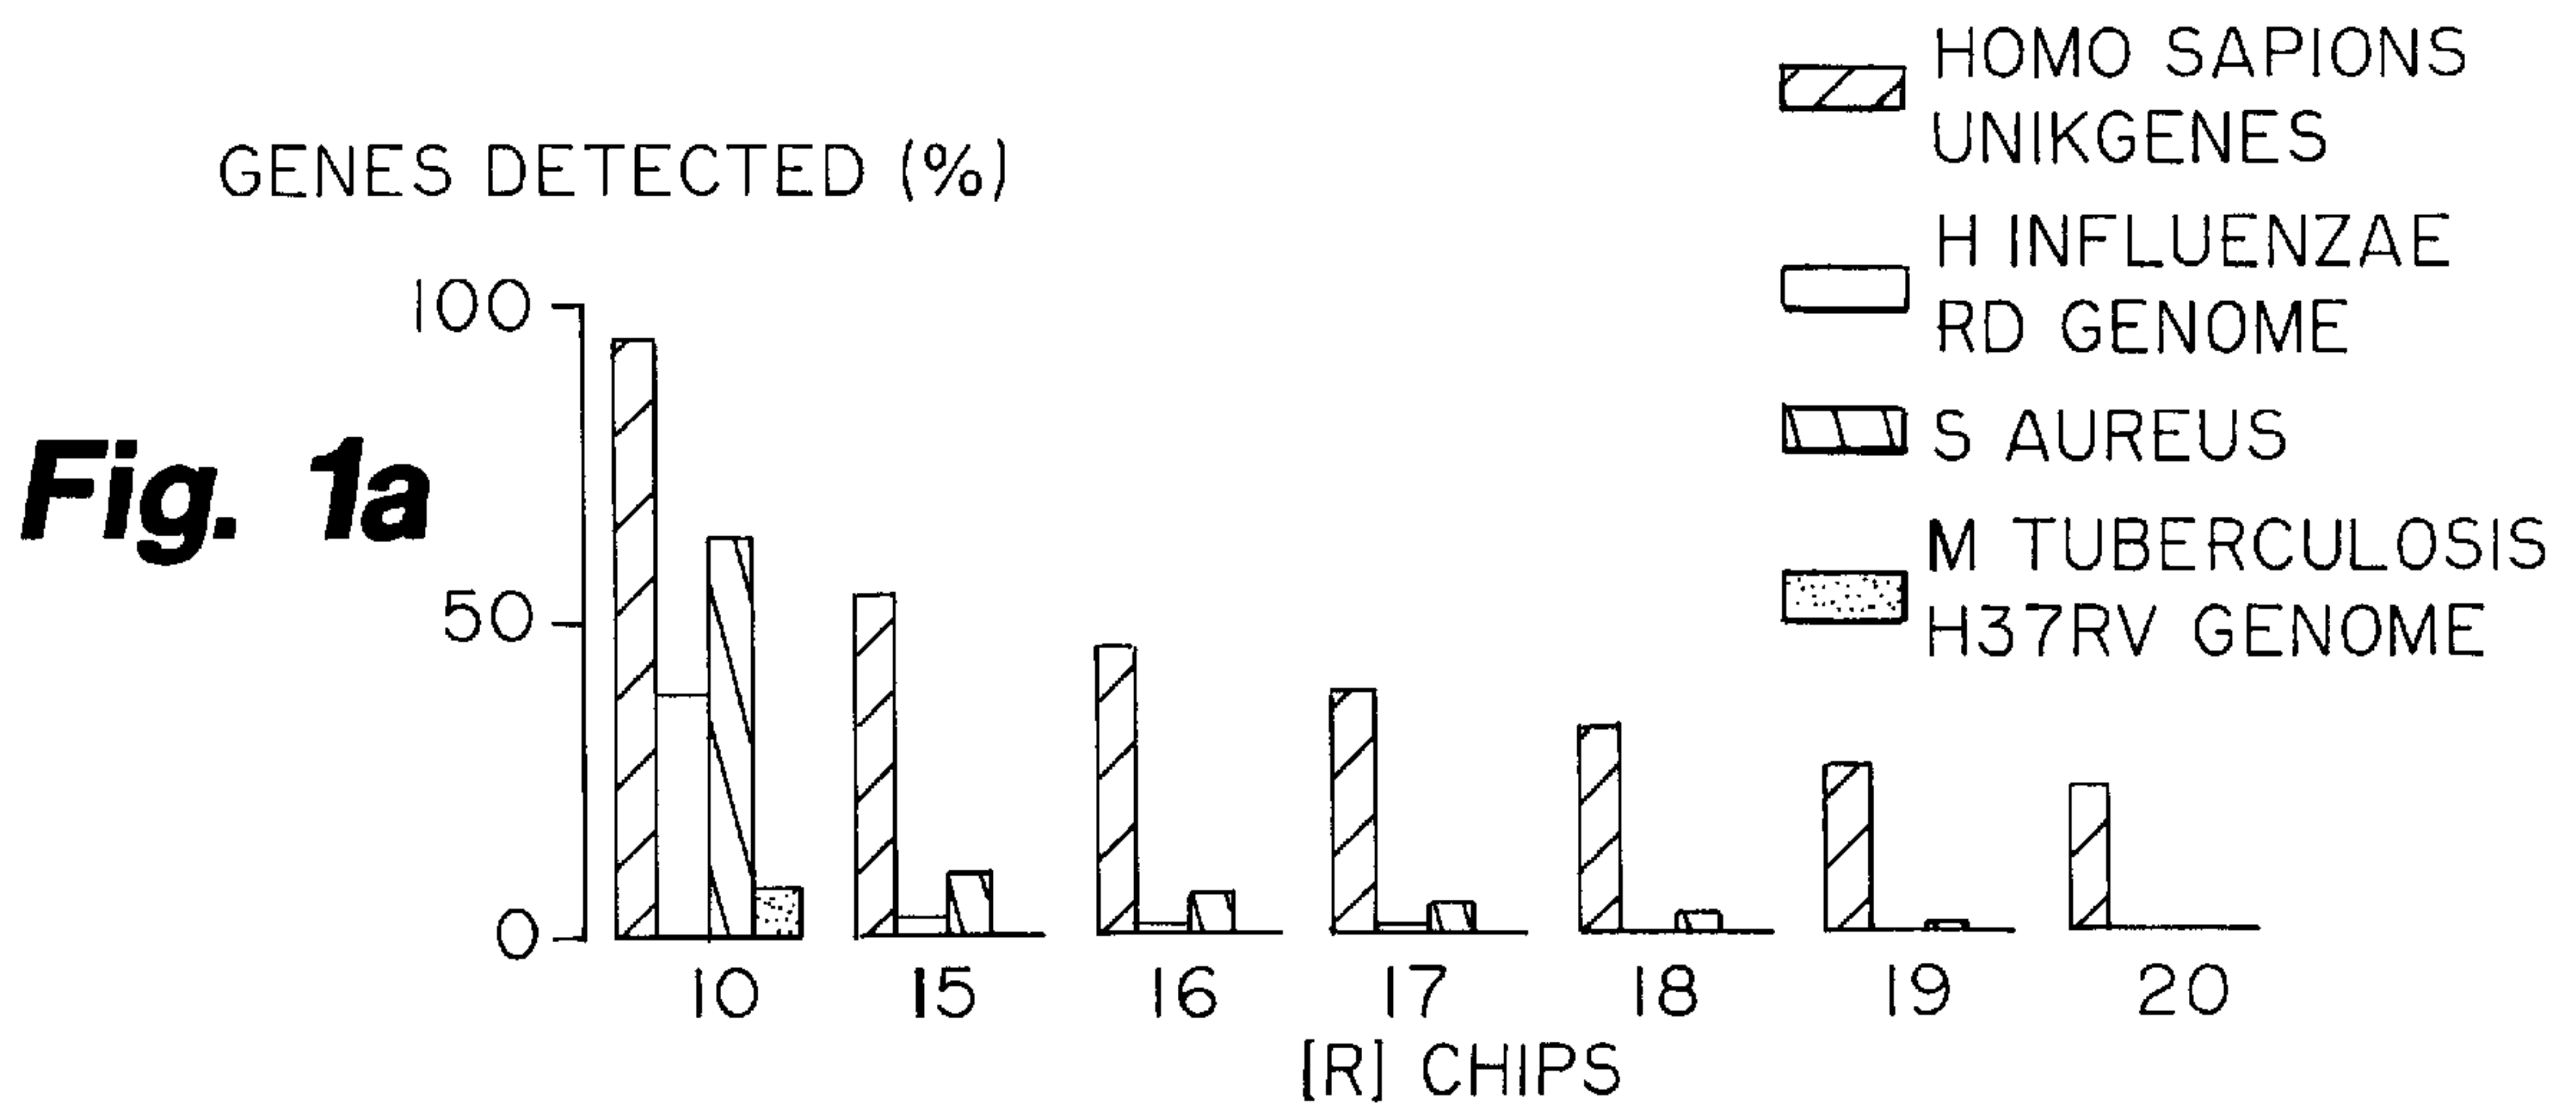 GENES DETECTED (%)
100
50
0
10 15 16 17 18 19 20
[R] CHIPS
HOMO SAPIONS
UNIKGENES
H INFLUENZAE
RD GENOME
S AUREUS
M TUBERCULOSIS
H37RV GENOME
Fig. 1a